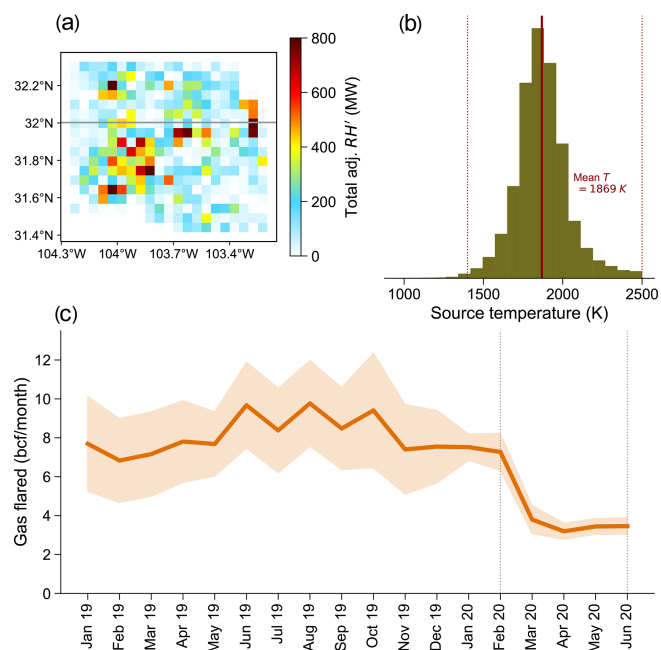 (a)
32.2°N
32°N
31.8°N
31.6°N
31.4°N
104.3°W
104°W
103.7°W
103.4°W
800
600
400
200
0
Total adj. RH′ (MW)
(b)
Mean T
= 1869 K
1000
1500
2000
2500
Source temperature (K)
(c)
Gas flared (bcf/month)
12
10
8
6
4
2
0
Jan 19
Feb 19
Mar 19
Apr 19
May 19
Jun 19
Jul 19
Aug 19
Sep 19
Oct 19
Nov 19
Dec 19
Jan 20
Feb 20
Mar 20
Apr 20
May 20
Jun 20